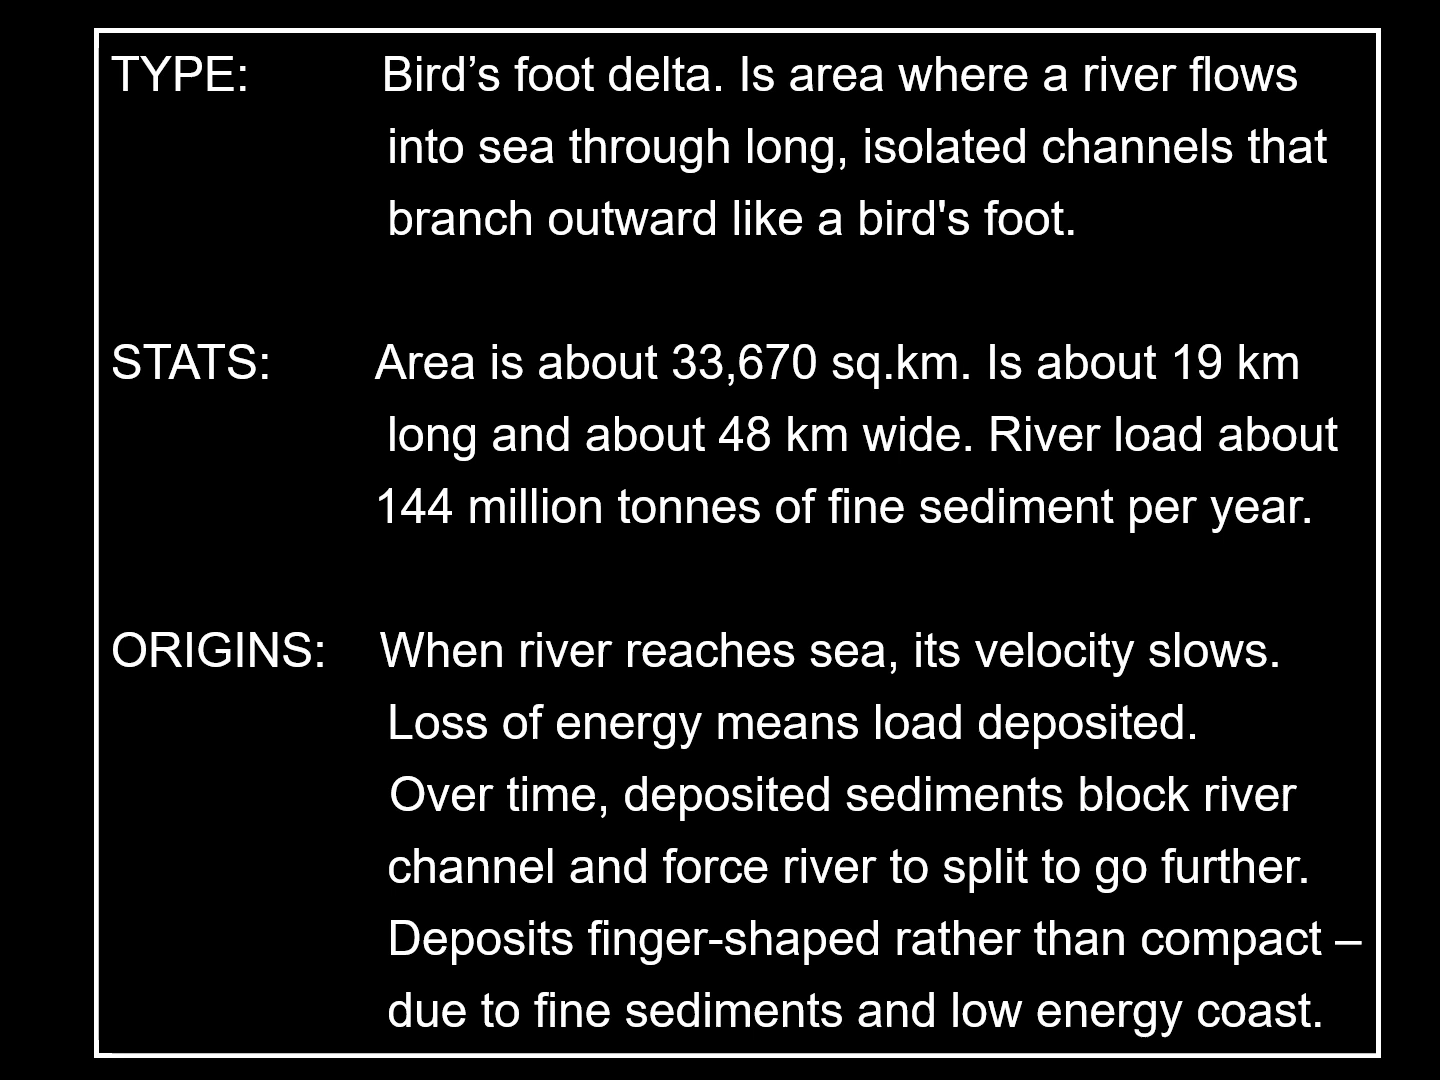 TYPE: Bird’s foot delta. Is area where a river flows
into sea through long, isolated channels that
branch outward like a bird's foot.
STATS: Area is about 33,670 sq.km. Is about 19 km
long and about 48 km wide. River load about
144 million tonnes of fine sediment per year.
ORIGINS: When river reaches sea, its velocity slows.
Loss of energy means load deposited.
Over time, deposited sediments block river
channel and force river to split to go further.
Deposits finger-shaped rather than compact –
due to fine sediments and low energy coast.